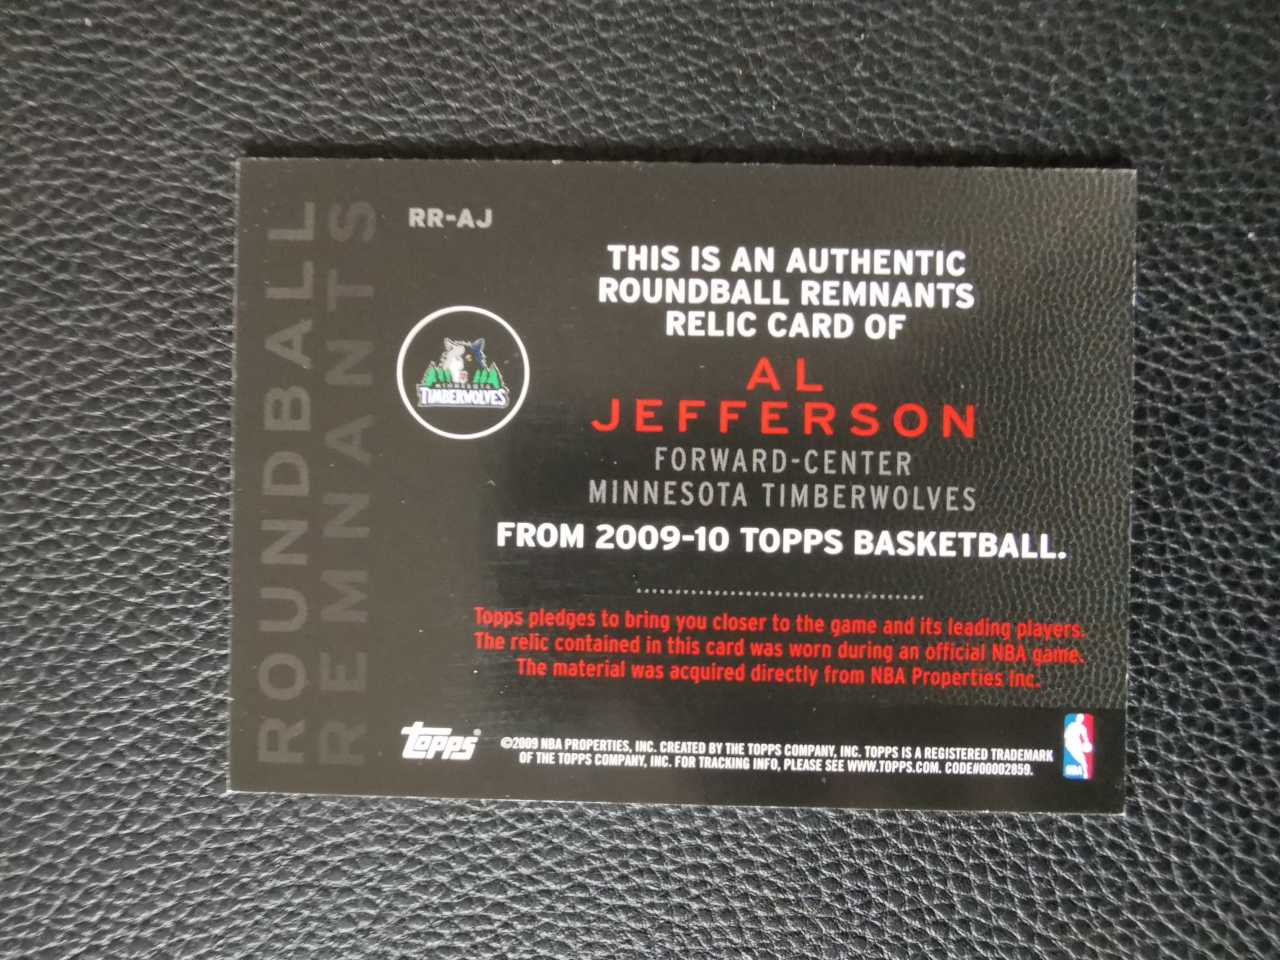 ROUNDBALL
REMNANTS
RR-AJ
MINNESOTA
TIMBERWOLVES
THIS IS AN AUTHENTIC
ROUNDBALL REMNANTS
RELIC CARD OF
AL
JEFFERSON
FORWARD-CENTER
MINNESOTA TIMBERWOLVES
FROM 2009-10 TOPPS BASKETBALL.
Topps pledges to bring you closer to the game and its leading players.
The relic contained in this card was worn during an official NBA game.
The material was acquired directly from NBA Properties Inc.
topps
©2009 NBA PROPERTIES, INC. CREATED BY THE TOPPS COMPANY, INC. TOPPS IS A REGISTERED TRADEMARK
OF THE TOPPS COMPANY, INC. FOR TRACKING INFO, PLEASE SEE WWW.TOPPS.COM. CODE#00002859.
NBA